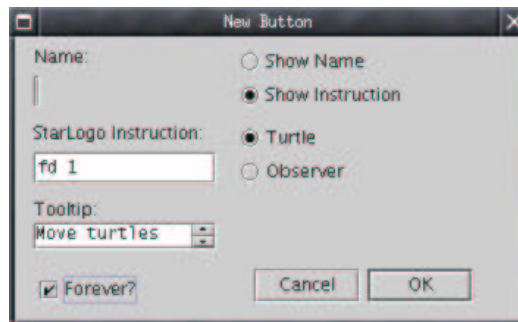 New Button
Name:
Show Name
Show Instruction
StarLogo Instruction:
fd 1
Turtle
Observer
Tooltip:
Move turtles
Forever?
Cancel
OK